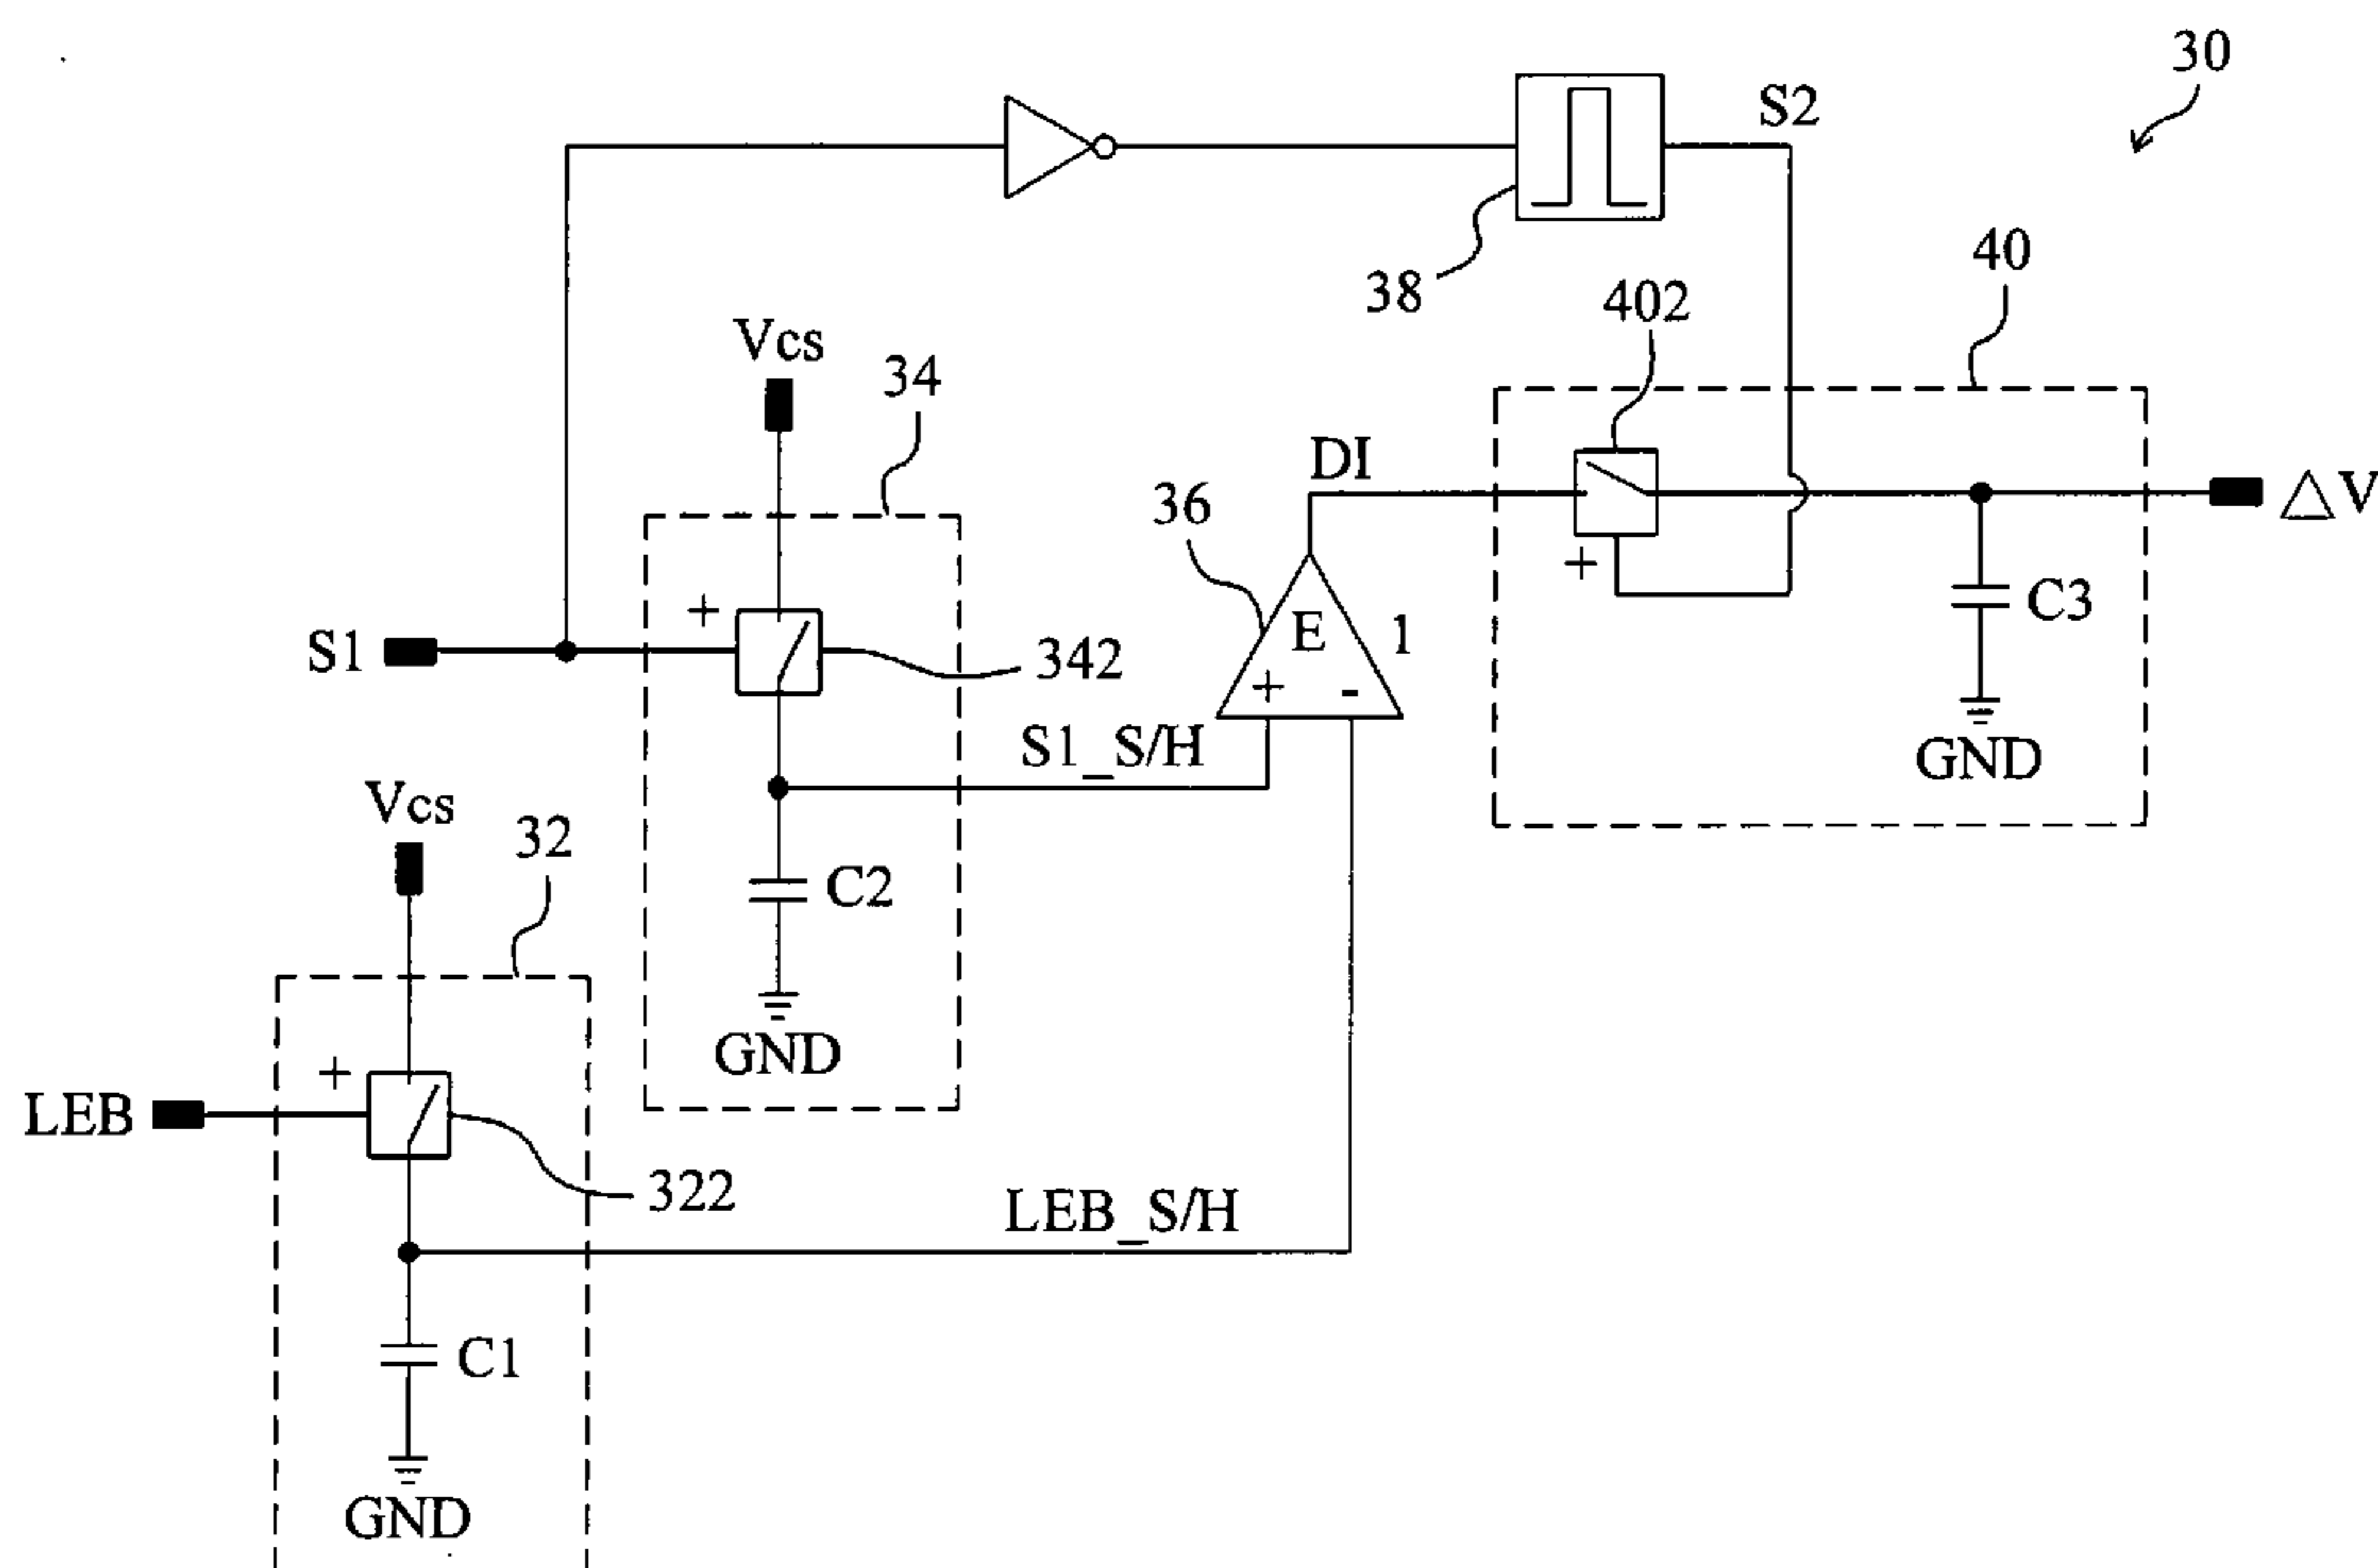 30
S2
38
40
402
Vcs
34
DI
36
E
1
△V
+
C3
+
S1
342
+
-
S1_S/H
GND
Vcs
32
C2
GND
+
LEB
322
LEB_S/H
C1
GND